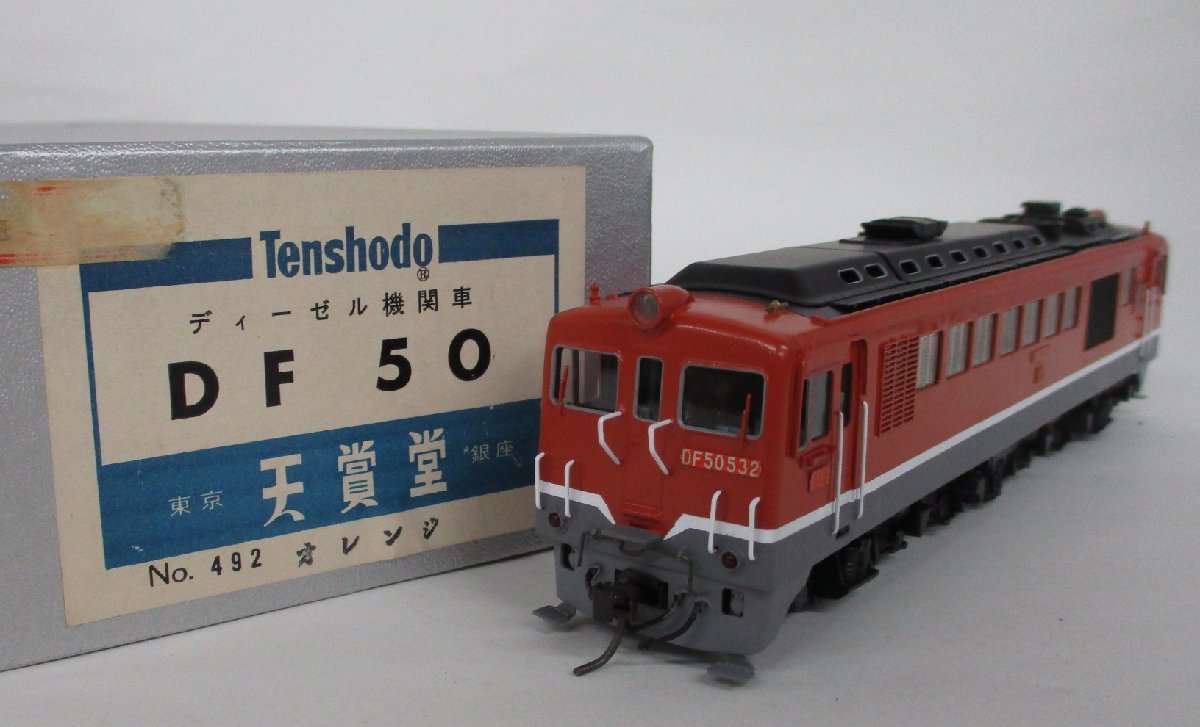 Tenshodo®
ディーゼル機関車
DF 50
東京 天賞堂 銀座
No. 492 オレンジ
DF50532